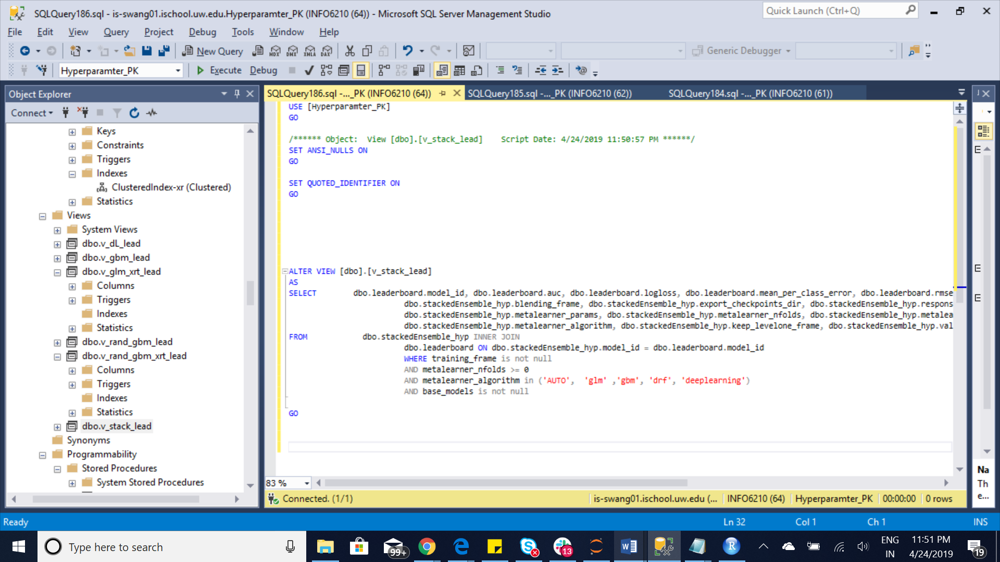 SQLQuery186.sql - is-swang01.ischool.uw.edu.Hyperparamter_PK (INFO6210 (64)) - Microsoft SQL Server Management Studio
Quick Launch (Ctrl+Q)
File Edit View Query Project Debug Tools Window Help
New Query MDX DMX XMLA DAX Generic Debugger
Hyperparamter_PK Execute Debug
Object Explorer
SQLQuery186.sql -..._PK (INFO6210 (64)) SQLQuery185.sql -..._PK (INFO6210 (62)) SQLQuery184.sql -..._PK (INFO6210 (61))
Connect
Keys
Constraints
Triggers
Indexes
ClusteredIndex-xr (Clustered)
Statistics
Views
System Views
dbo.v_dL_lead
dbo.v_gbm_lead
dbo.v_glm_xrt_lead
Columns
Triggers
Indexes
Statistics
dbo.v_rand_gbm_lead
dbo.v_rand_gbm_xrt_lead
Columns
Triggers
Indexes
Statistics
dbo.v_stack_lead
Synonyms
Programmability
Stored Procedures
System Stored Procedures
USE [Hyperparamter_PK]
GO
/****** Object:  View [dbo].[v_stack_lead]    Script Date: 4/24/2019 11:50:57 PM ******/
SET ANSI_NULLS ON
GO
SET QUOTED_IDENTIFIER ON
GO
ALTER VIEW [dbo].[v_stack_lead]
AS
SELECT dbo.leaderboard.model_id, dbo.leaderboard.auc, dbo.leaderboard.logloss, dbo.leaderboard.mean_per_class_error, dbo.leaderboard.rmse
dbo.stackedEnsemble_hyp.blending_frame, dbo.stackedEnsemble_hyp.export_checkpoints_dir, dbo.stackedEnsemble_hyp.respons
dbo.stackedEnsemble_hyp.metalearner_params, dbo.stackedEnsemble_hyp.metalearner_nfolds, dbo.stackedEnsemble_hyp.metalea
dbo.stackedEnsemble_hyp.metalearner_algorithm, dbo.stackedEnsemble_hyp.keep_levelone_frame, dbo.stackedEnsemble_hyp.val
FROM dbo.stackedEnsemble_hyp INNER JOIN
dbo.leaderboard ON dbo.stackedEnsemble_hyp.model_id = dbo.leaderboard.model_id
WHERE training_frame is not null
AND metalearner_nfolds >= 0
AND metalearner_algorithm in ('AUTO',  'glm' ,'gbm', 'drf', 'deeplearning')
AND base_models is not null
GO
83 %
Connected. (1/1) is-swang01.ischool.uw.edu (... INFO6210 (64) Hyperparamter_PK 00:00:00 0 rows
Na
Th
e...
Ready Ln 32 Col 1 Ch 1 INS
Type here to search
99+
13
ENG
IN
11:51 PM
4/24/2019
19